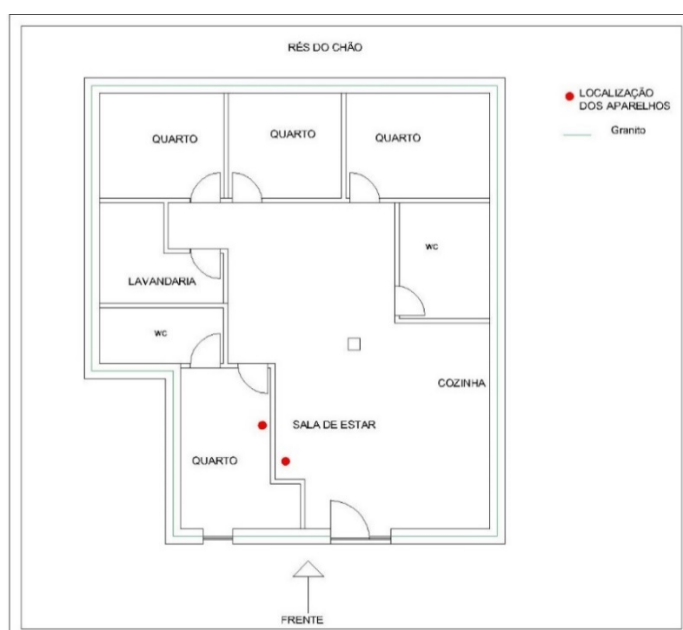 RÉS DO CHÃO
LOCALIZAÇÃO
DOS APARELHOS
Granito
QUARTO
QUARTO
QUARTO
WC
LAVANDARIA
WC
COZINHA
SALA DE ESTAR
QUARTO
FRENTE